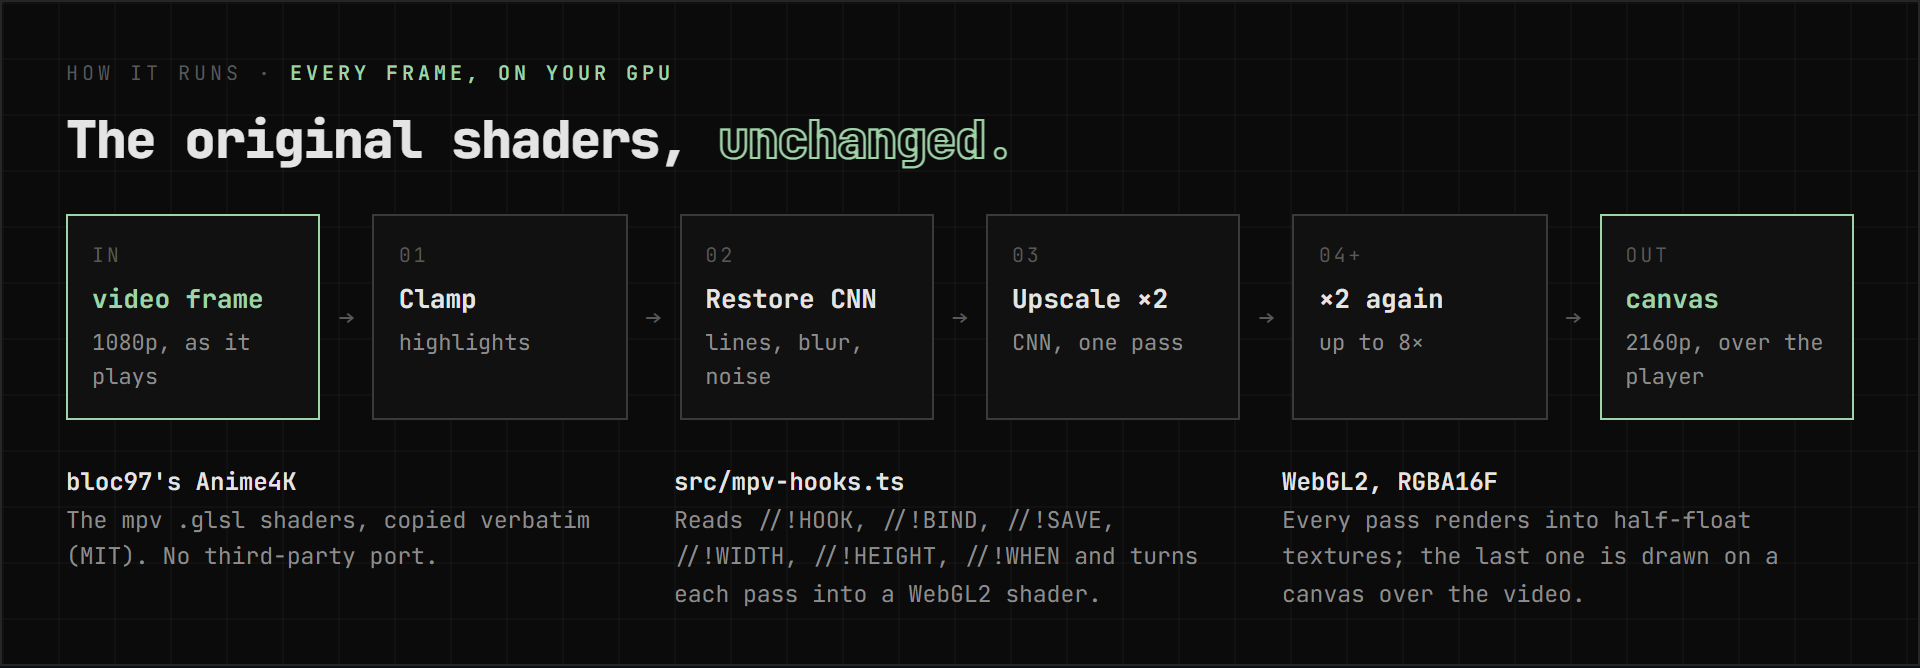 HOW IT RUNS · EVERY FRAME, ON YOUR GPU
The original shaders, unchanged.
IN
video frame
1080p, as it
plays
→
01
Clamp
highlights
→
02
Restore CNN
lines, blur,
noise
→
03
Upscale ×2
CNN, one pass
→
04+
×2 again
up to 8×
→
OUT
canvas
2160p, over the
player
bloc97's Anime4K
The mpv .glsl shaders, copied verbatim
(MIT). No third-party port.
src/mpv-hooks.ts
Reads //!HOOK, //!BIND, //!SAVE,
//!WIDTH, //!HEIGHT, //!WHEN and turns
each pass into a WebGL2 shader.
WebGL2, RGBA16F
Every pass renders into half-float
textures; the last one is drawn on a
canvas over the video.